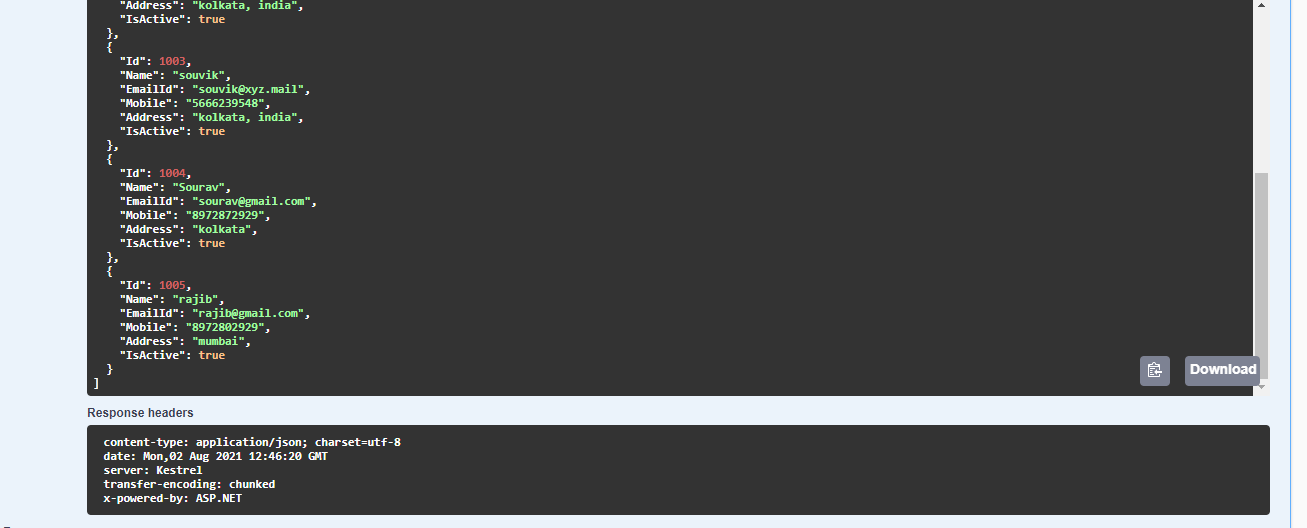 "Address": "kolkata, india",
"IsActive": true
},
{
"Id": 1003,
"Name": "souvik",
"EmailId": "souvik@xyz.mail",
"Mobile": "5666239548",
"Address": "kolkata, india",
"IsActive": true
},
{
"Id": 1004,
"Name": "Sourav",
"EmailId": "sourav@gmail.com",
"Mobile": "8972872929",
"Address": "kolkata",
"IsActive": true
},
{
"Id": 1005,
"Name": "rajib",
"EmailId": "rajib@gmail.com",
"Mobile": "8972802929",
"Address": "mumbai",
"IsActive": true
}
]
Download
Response headers
content-type: application/json; charset=utf-8
date: Mon,02 Aug 2021 12:46:20 GMT
server: Kestrel
transfer-encoding: chunked
x-powered-by: ASP.NET